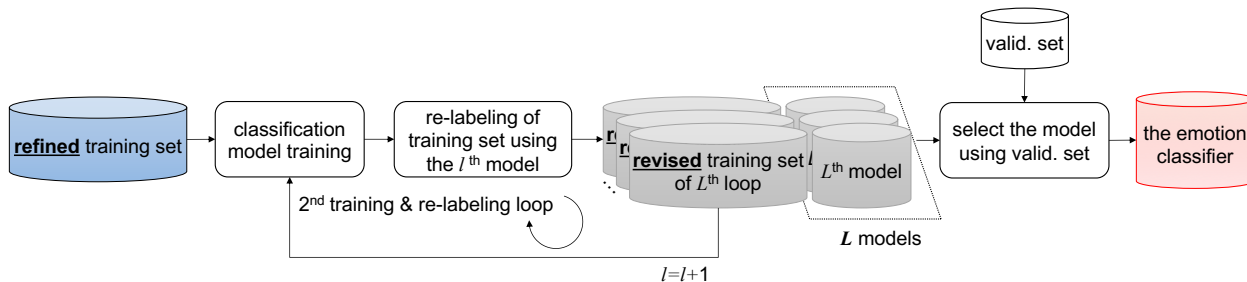 valid. set
refined training set
classification
model training
re-labeling of
training set using
the l th model
revised training set
of Lth loop
Lth model
select the model
using valid. set
the emotion
classifier
2nd training & re-labeling loop
...
L models
l=l+1